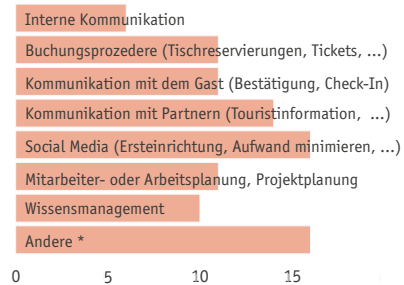 Interne Kommunikation
Buchungsprozedere (Tischreservierungen, Tickets, ...)
Kommunikation mit dem Gast (Bestätigung, Check-In)
Kommunikation mit Partnern (Touristinformation, ...)
Social Media (Ersteinrichtung, Aufwand minimieren, ...)
Mitarbeiter- oder Arbeitsplanung, Projektplanung
Wissensmanagement
Andere *
0 5 10 15